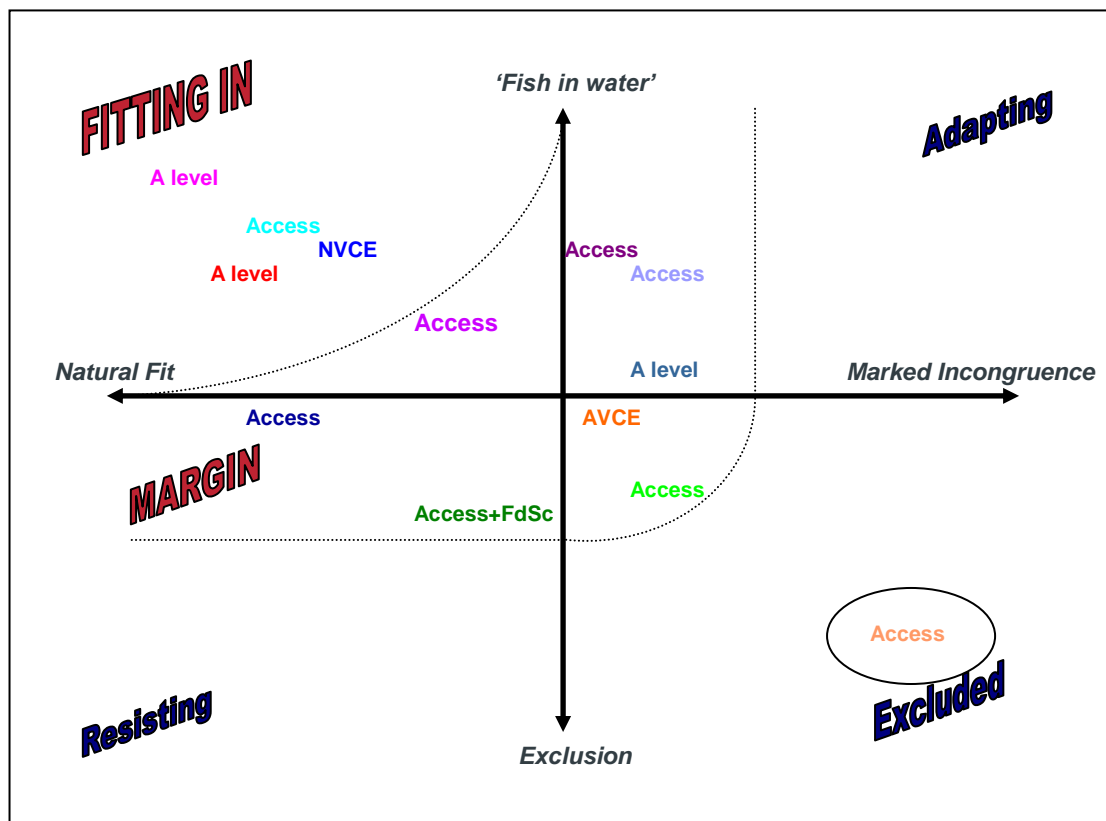 'Fish in water'
FITTING IN
Adapting
A level
Access
NVCE
Access
A level
Access
Access
Natural Fit
A level
Marked Incongruence
Access
AVCE
MARGIN
Access
Access+FdSc
Access
Resisting
Excluded
Exclusion